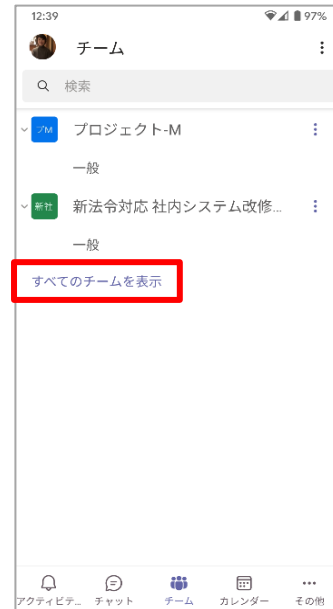 12:39 97%
チーム
検索
プM プロジェクト-M
一般
新社 新法令対応 社内システム改修...
一般
すべてのチームを表示
アクティビテ... チャット チーム カレンダー その他